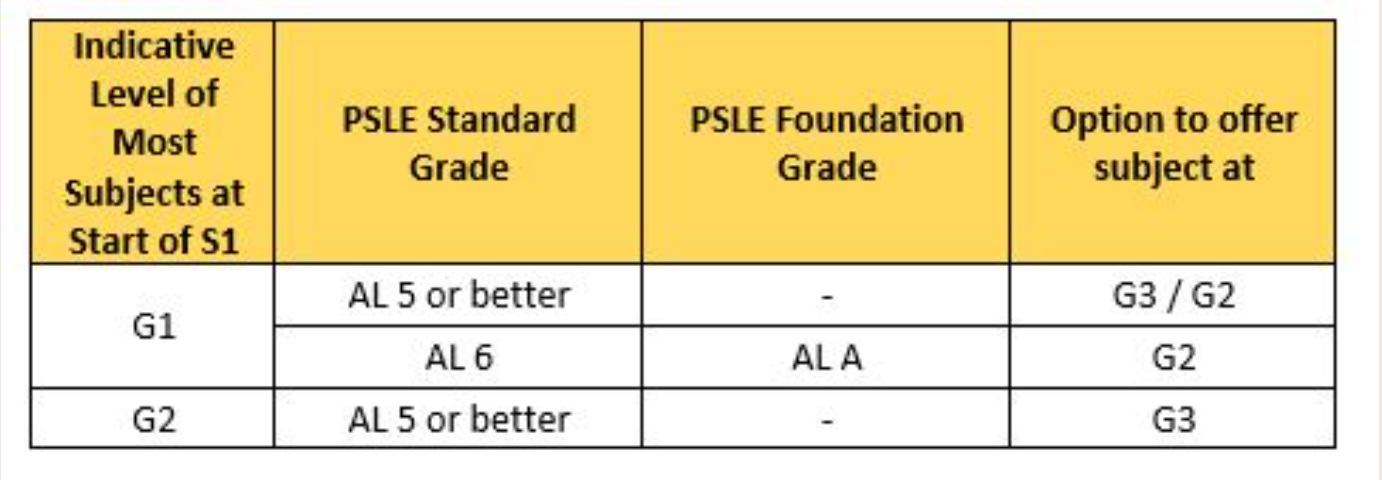 Indicative
Level of
Most
Subjects at
Start of S1
PSLE Standard
Grade
PSLE Foundation
Grade
Option to offer
subject at
G1
AL 5 or better
-
G3 / G2
AL 6
AL A
G2
G2
AL 5 or better
-
G3